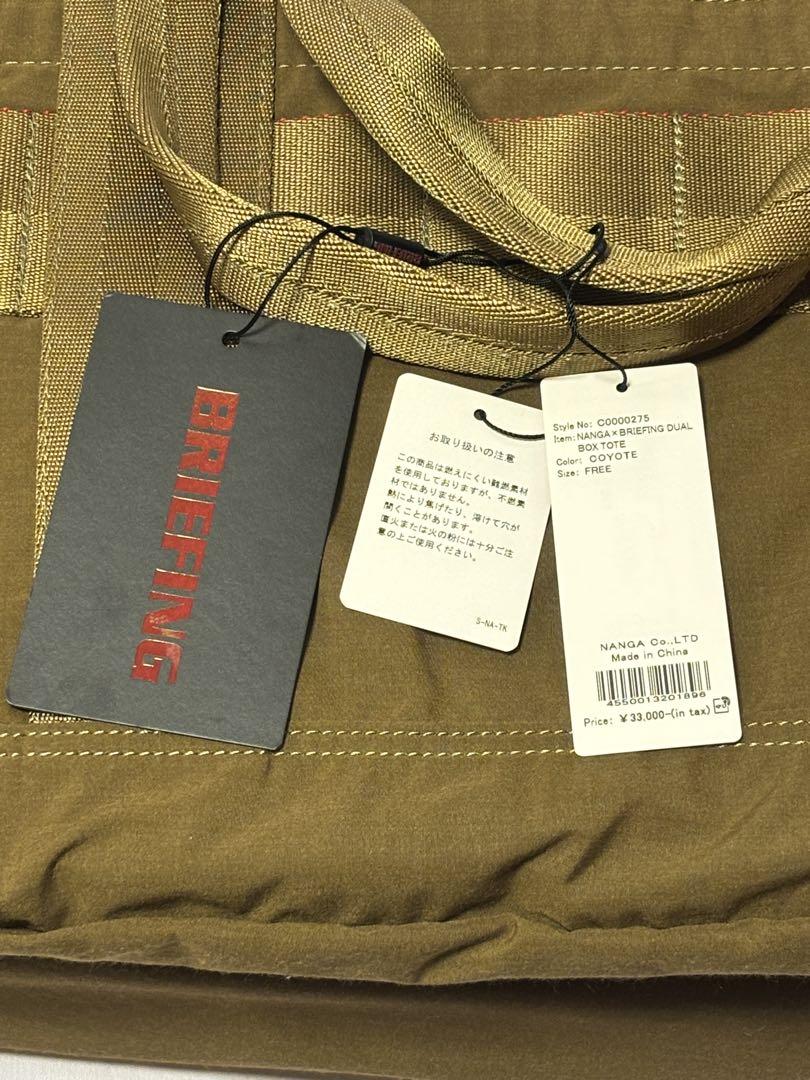 BRIEFING
お取り扱いの注意
この商品は燃えにくい難燃素材
を使用しておりますが、不燃素
材ではありません。
熱により焦げたり、溶けて穴が
開くことがあります。
直火または火の粉には十分ご注
意の上ご使用ください。
S-NA-TK
Style No: C0000275
Item: NANGA×BRIEFING DUAL
BOX TOTE
Color: COYOTE
Size: FREE
NANGA Co.,LTD
Made in China
4550013201896
Price: ¥33,000-(in tax)